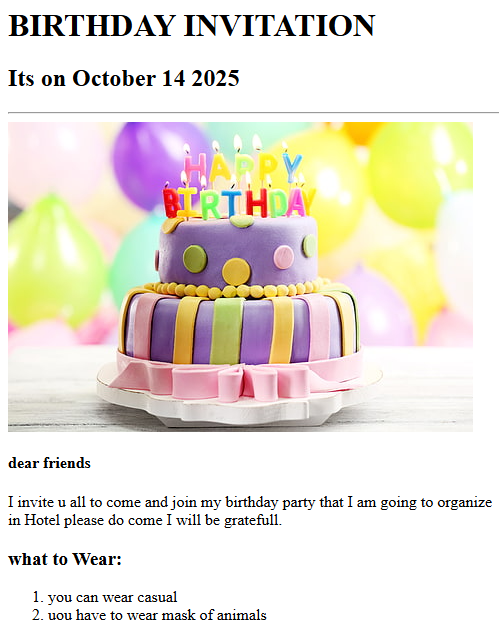 BIRTHDAY INVITATION
Its on October 14 2025
HAPPY
BIRTHDAY
dear friends
I invite u all to come and join my birthday party that I am going to organize
in Hotel please do come I will be gratefull.
what to Wear:
1. you can wear casual
2. uou have to wear mask of animals